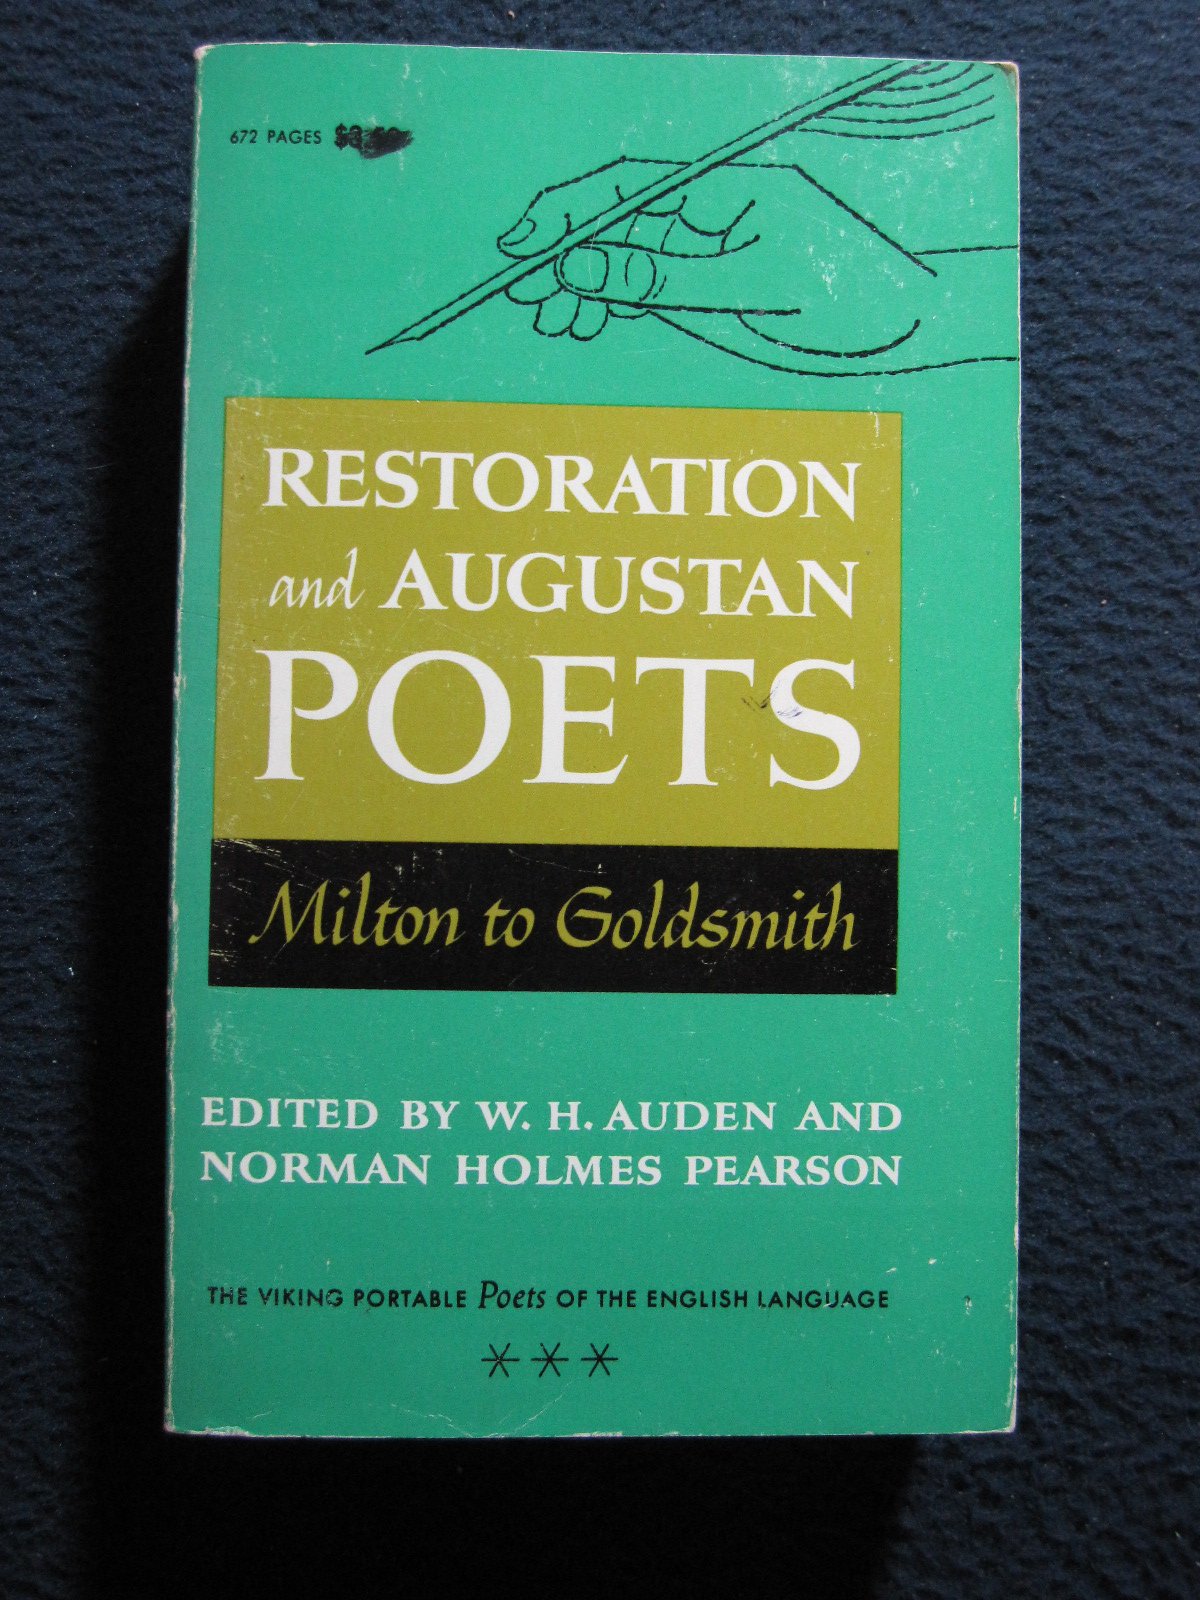 672 PAGES
RESTORATION
and AUGUSTAN
POETS
Milton to Goldsmith
EDITED BY W. H. AUDEN AND
NORMAN HOLMES PEARSON
THE VIKING PORTABLE Poets OF THE ENGLISH LANGUAGE